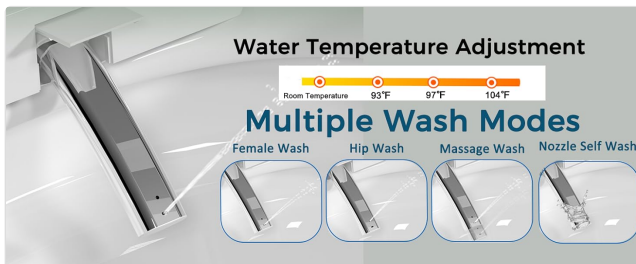 Water Temperature Adjustment
Room Temperature 93°F 97°F 104°F
Multiple Wash Modes
Female Wash Hip Wash Massage Wash Nozzle Self Wash